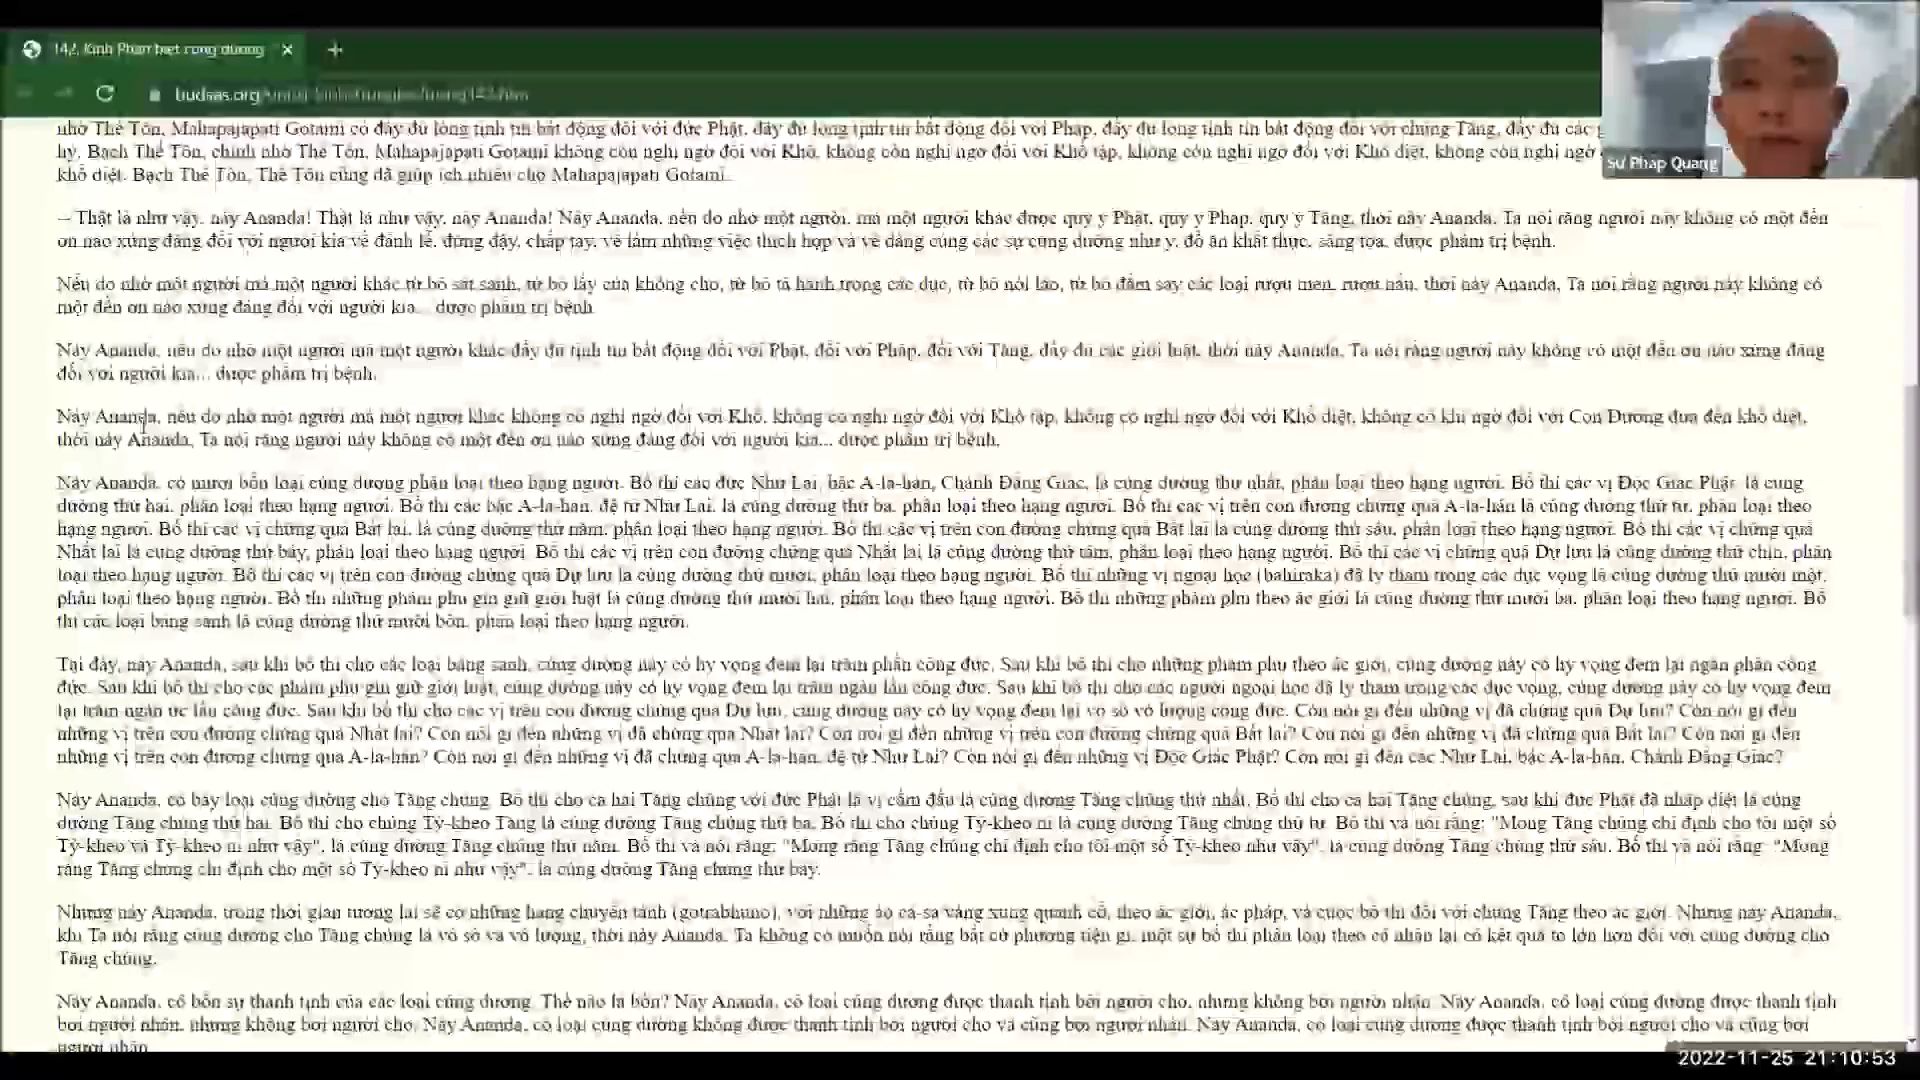 142. Kinh Phân biệt cúng dường
budsas.org
nhờ Thế Tôn, Mahapajapati Gotami có đầy đủ lòng tịnh tín bất động đối với đức Phật, đầy đủ lòng tịnh tín bất động đối với Pháp, đầy đủ lòng tịnh tín bất động đối với chúng Tăng, đầy đủ các
hỷ. Bạch Thế Tôn, chính nhờ Thế Tôn, Mahapajapati Gotami không còn nghi ngờ đối với Khổ, không còn nghi ngờ đối với Khổ tập, không còn nghi ngờ đối với Khổ diệt, không còn nghi ngờ
khổ diệt. Bạch Thế Tôn, Thế Tôn cũng đã giúp ích nhiều cho Mahapajapati Gotami.
Sư Pháp Quang
-- Thật là như vậy, này Ananda! Thật là như vậy, này Ananda! Này Ananda, nếu do nhờ một người, mà một người khác được quy y Phật, quy y Pháp, quy y Tăng, thời này Ananda, Ta nói rằng người này không có một đền
ơn nào xứng đáng đối với người kia về đảnh lễ, đứng dậy, chắp tay, về làm những việc thích hợp và về dâng cúng các sự cúng dường như y, đồ ăn khất thực, sàng tọa, dược phẩm trị bệnh.
Nếu do nhờ một người mà một người khác từ bỏ sát sanh, từ bỏ lấy của không cho, từ bỏ tà hạnh trong các dục, từ bỏ nói láo, từ bỏ đắm say các loại rượu men, rượu nấu, thời này Ananda, Ta nói rằng người này không có
một đền ơn nào xứng đáng đối với người kia... dược phẩm trị bệnh.
Này Ananda, nếu do nhờ một người mà một người khác đầy đủ tịnh tín bất động đối với Phật, đối với Pháp, đối với Tăng, đầy đủ các giới luật, thời này Ananda, Ta nói rằng người này không có một đền ơn nào xứng đáng
đối với người kia... dược phẩm trị bệnh.
Này Ananda, nếu do nhờ một người mà một người khác không có nghi ngờ đối với Khổ, không có nghi ngờ đối với Khổ tập, không có nghi ngờ đối với Khổ diệt, không có khi ngờ đối với Con Đường đưa đến khổ diệt,
thời này Ananda, Ta nói rằng người này không có một đền ơn nào xứng đáng đối với người kia... dược phẩm trị bệnh.
Này Ananda, có mười bốn loại cúng dường phân loại theo hạng người. Bố thí các đức Như Lai, bậc A-la-hán, Chánh Đẳng Giác, là cúng dường thứ nhất, phân loại theo hạng người. Bố thí các vị Độc Giác Phật là cúng
dường thứ hai, phân loại theo hạng người. Bố thí các bậc A-la-hán, đệ tử Như Lai, là cúng dường thứ ba, phân loại theo hạng người. Bố thí các vị trên con đường chứng quả A-la-hán là cúng dường thứ tư, phân loại theo
hạng người. Bố thí các vị chứng quả Bất lai, là cúng dường thứ năm, phân loại theo hạng người. Bố thí các vị trên con đường chứng quả Bất lai là cúng dường thứ sáu, phân loại theo hạng người. Bố thí các vị chứng quả
Nhất lai là cúng dường thứ bảy, phân loại theo hạng người. Bố thí các vị trên con đường chứng quả Nhất lai là cúng dường thứ tám, phân loại theo hạng người. Bố thí các vị chứng quả Dự lưu là cúng dường thứ chín, phân
loại theo hạng người. Bố thí các vị trên con đường chứng quả Dự lưu là cúng dường thứ mười, phân loại theo hạng người. Bố thí những vị ngoại học (bahiraka) đã ly tham trong các dục vọng là cúng dường thứ mười một,
phân loại theo hạng người. Bố thí những phàm phu gìn giữ giới luật là cúng dường thứ mười hai, phân loại theo hạng người. Bố thí những phàm phu theo ác giới là cúng dường thứ mười ba, phân loại theo hạng người. Bố
thí các loại bàng sanh là cúng dường thứ mười bốn, phân loại theo hạng người.
Tại đây, này Ananda, sau khi bố thí cho các loại bàng sanh, cúng dường này có hy vọng đem lại trăm phần công đức. Sau khi bố thí cho những phàm phu theo ác giới, cúng dường này có hy vọng đem lại ngàn phần công
đức. Sau khi bố thí cho các phàm phu gìn giữ giới luật, cúng dường này có hy vọng đem lại trăm ngàn lần công đức. Sau khi bố thí cho các người ngoại học đã ly tham trong các dục vọng, cúng dường này có hy vọng đem
lại trăm ngàn ức lần công đức. Sau khi bố thí cho các vị trên con đường chứng quả Dự lưu, cúng dường này có hy vọng đem lại vô số vô lượng công đức. Còn nói gì đến những vị đã chứng quả Dự lưu? Còn nói gì đến
những vị trên con đường chứng quả Nhất lai? Còn nói gì đến những vị đã chứng quả Nhất lai? Còn nói gì đến những vị trên con đường chứng quả Bất lai? Còn nói gì đến những vị đã chứng quả Bất lai? Còn nói gì đến
những vị trên con đường chứng quả A-la-hán? Còn nói gì đến những vị đã chứng quả A-la-hán, đệ tử Như Lai? Còn nói gì đến những vị Độc Giác Phật? Còn nói gì đến các Như Lai, bậc A-la-hán, Chánh Đẳng Giác?
Này Ananda, có bảy loại cúng dường cho Tăng chúng. Bố thí cho cả hai Tăng chúng với đức Phật là vị cầm đầu là cúng dường Tăng chúng thứ nhất. Bố thí cho cả hai Tăng chúng, sau khi đức Phật đã nhập diệt là cúng
dường Tăng chúng thứ hai. Bố thí cho chúng Tỷ-kheo Tăng là cúng dường Tăng chúng thứ ba. Bố thí cho chúng Tỷ-kheo ni là cúng dường Tăng chúng thứ tư. Bố thí và nói rằng: "Mong Tăng chúng chỉ định cho tôi một số
Tỷ-kheo và Tỷ-kheo ni như vậy", là cúng dường Tăng chúng thứ năm. Bố thí và nói rằng: "Mong rằng Tăng chúng chỉ định cho tôi một số Tỷ-kheo như vậy", là cúng dường Tăng chúng thứ sáu. Bố thí và nói rằng: "Mong
rằng Tăng chúng chỉ định cho một số Tỷ-kheo ni như vậy", là cúng dường Tăng chúng thứ bảy.
Nhưng này Ananda, trong thời gian tương lai sẽ có những hạng chuyển tánh (gotrabhuno), với những áo cà-sa vàng xung quanh cổ, theo ác giới, ác pháp, và cuộc bố thí đối với chúng Tăng theo ác giới. Nhưng này Ananda,
khi Ta nói rằng cúng dường cho Tăng chúng là vô số và vô lượng, thời này Ananda, Ta không có muốn nói rằng bất cứ phương tiện gì, một sự bố thí phân loại theo cá nhân lại có kết quả to lớn hơn đối với cúng dường cho
Tăng chúng.
Này Ananda, có bốn sự thanh tịnh của các loại cúng dường. Thế nào là bốn? Này Ananda, có loại cúng dường được thanh tịnh bởi người cho, nhưng không bởi người nhận. Này Ananda, có loại cúng dường được thanh tịnh
bởi người nhận, nhưng không bởi người cho. Này Ananda, có loại cúng dường không được thanh tịnh bởi người cho và cũng bởi người nhận. Này Ananda, có loại cúng dường được thanh tịnh bởi người cho và cũng bởi
người nhận.
2022-11-25 21:10:53